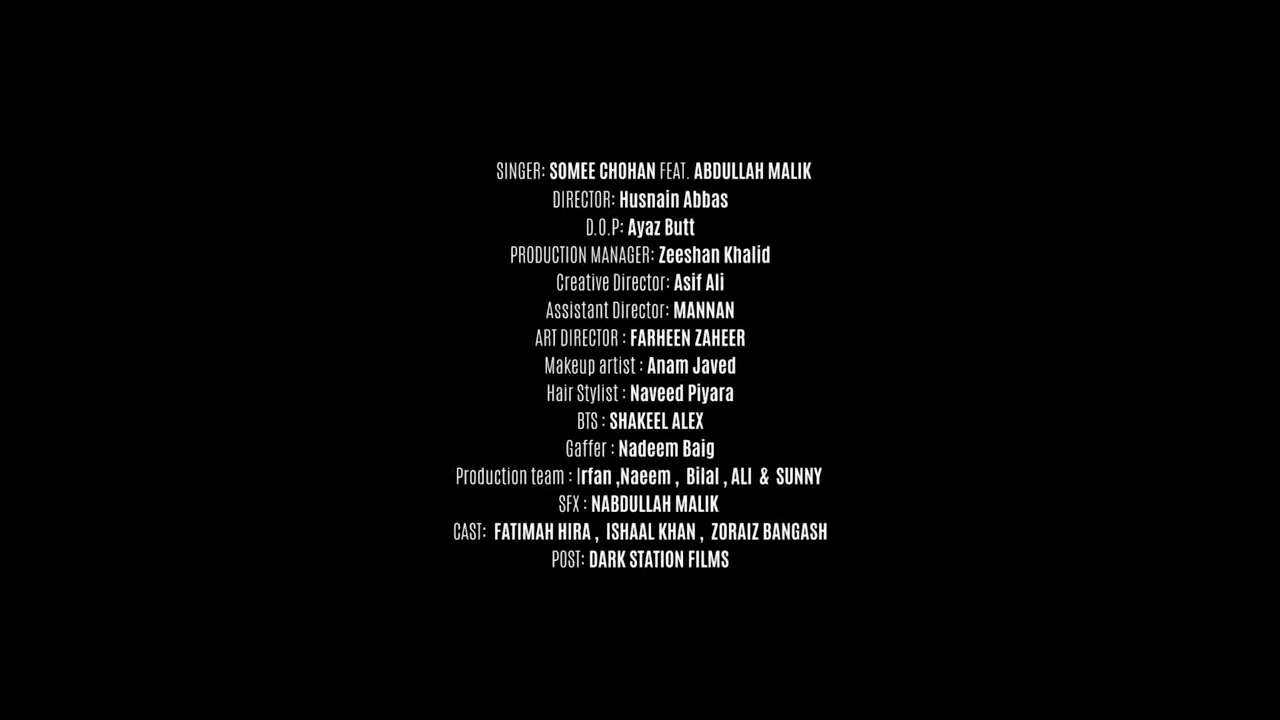 SINGER: SOMEE CHOHAN FEAT. ABDULLAH MALIK
DIRECTOR: Husnain Abbas
D.O.P: Ayaz Butt
PRODUCTION MANAGER: Zeeshan Khalid
Creative Director: Asif Ali
Assistant Director: MANNAN
ART DIRECTOR : FARHEEN ZAHEER
Makeup artist : Anam Javed
Hair Stylist : Naveed Piyara
BTS : SHAKEEL ALEX
Gaffer : Nadeem Baig
Production team : Irfan ,Naeem , Bilal , ALI & SUNNY
SFX : NABDULLAH MALIK
CAST: FATIMAH HIRA , ISHAAL KHAN , ZORAIZ BANGASH
POST: DARK STATION FILMS